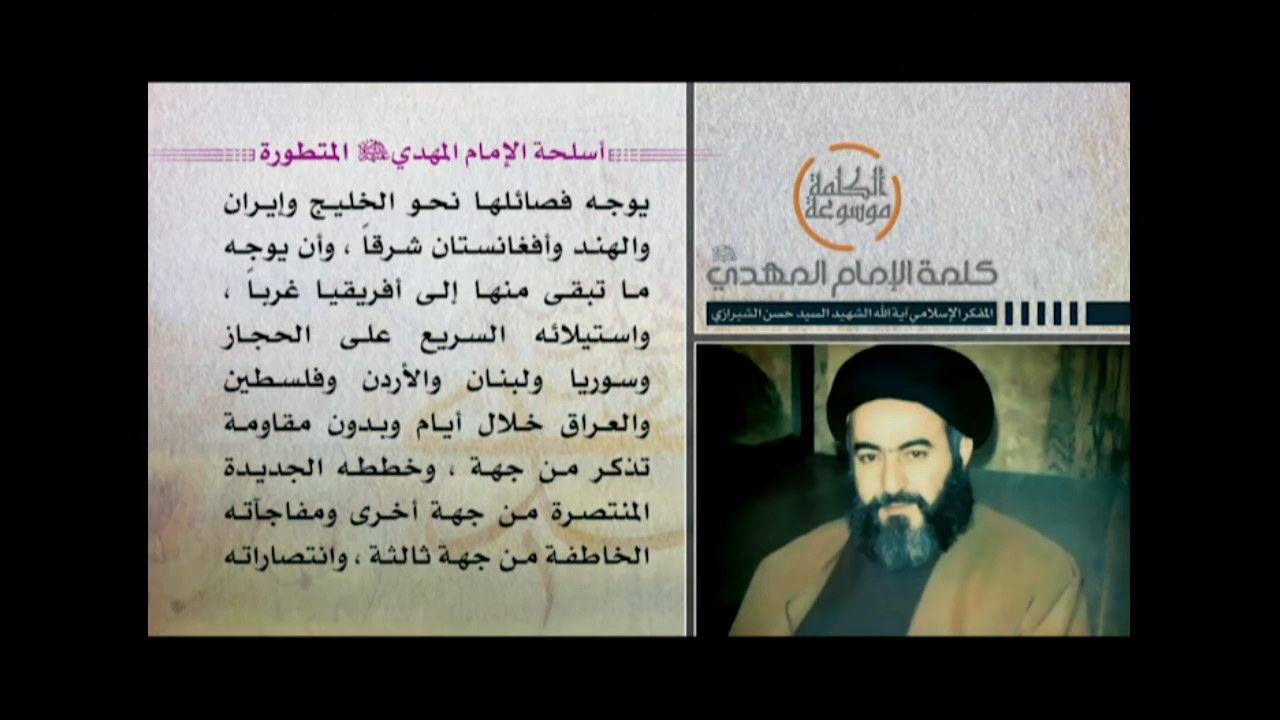 أسلحة الإمام المهدي المتطورة
يوجه فصائلها نحو الخليج وإيران
والهند وأفغانستان شرقاً ، وأن يوجه
ما تبقى منها إلى أفريقيا غرباً ،
واستيلائه السريع على الحجاز
وسوريا ولبنان والأردن وفلسطين
والعراق خلال أيام وبدون مقاومة
تذكر من جهة ، وخططه الجديدة
المنتصرة من جهة أخرى ومفاجآته
الخاطفة من جهة ثالثة ، وانتصاراته
الكلمة
موسوعة
كلمة الإمام المهدي
المفكر الإسلامي آية الله الشهيد السيد حسن الشيرازي